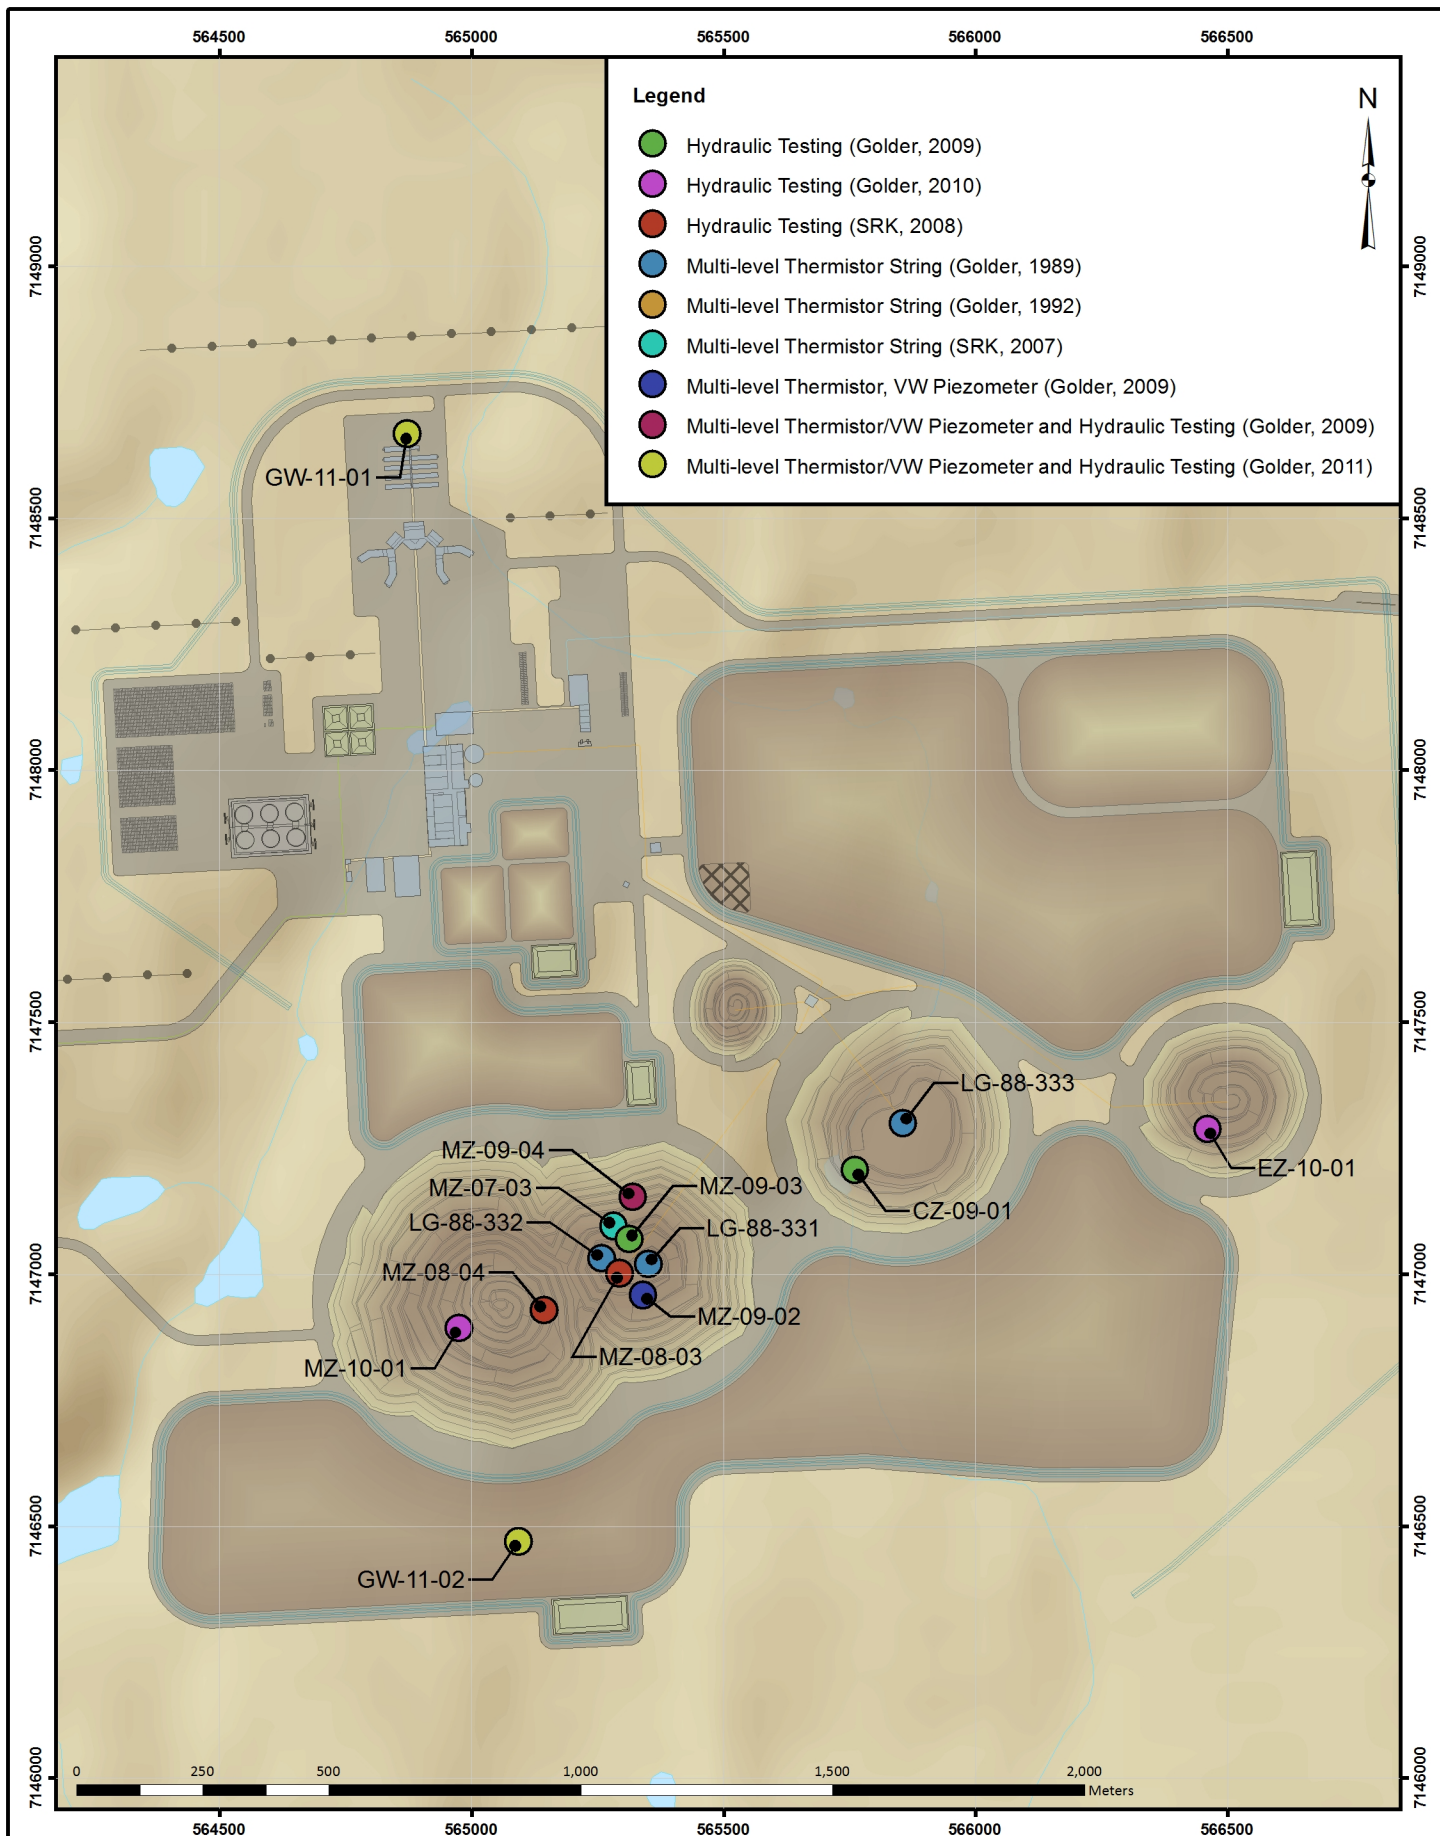 564500 565000 565500 566000 566500
Legend
N
Hydraulic Testing (Golder, 2009)
Hydraulic Testing (Golder, 2010)
Hydraulic Testing (SRK, 2008)
Multi-level Thermistor String (Golder, 1989)
Multi-level Thermistor String (Golder, 1992)
Multi-level Thermistor String (SRK, 2007)
Multi-level Thermistor, VW Piezometer (Golder, 2009)
Multi-level Thermistor/VW Piezometer and Hydraulic Testing (Golder, 2009)
Multi-level Thermistor/VW Piezometer and Hydraulic Testing (Golder, 2011)
7149000 7149000
GW-11-01
7148500 7148500
7148000 7148000
7147500 7147500
LG-88-333
MZ-09-04
EZ-10-01
MZ-07-03 MZ-09-03
CZ-09-01
LG-88-332 LG-88-331
7147000 7147000
MZ-08-04
MZ-09-02
MZ-08-03
MZ-10-01
7146500 7146500
GW-11-02
7146000 7146000
0 250 500 1,000 1,500 2,000
Meters
564500 565000 565500 566000 566500